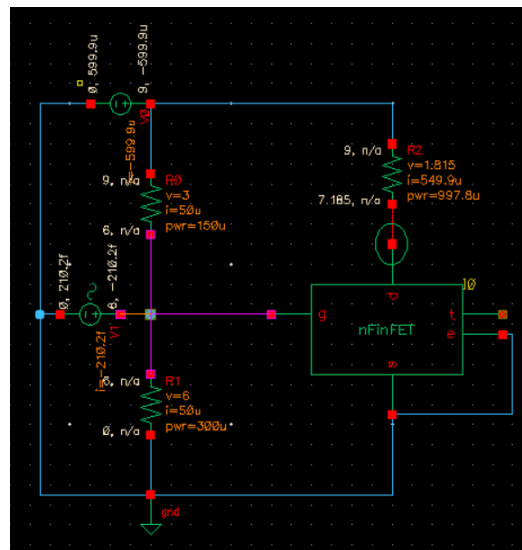 0, 599.9u
9, -599.9u
V0
i=-599.9u
9, n/a
R0
v=3
i=50u
pwr=150u
6, n/a
9, n/a
R2
v=1.815
i=549.9u
pwr=997.8u
7.185, n/a
0, 210.2f
6, -210.2f
V1
i=-210.2f
I0
d
g
nFinFET
t
e
s
6, n/a
R1
v=6
i=50u
pwr=300u
0, n/a
gnd